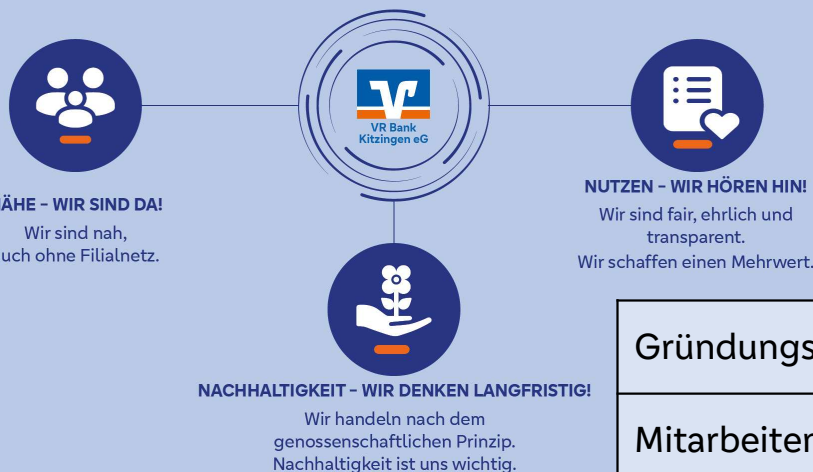 VR Bank
Kitzingen eG
ÄHE – WIR SIND DA!
Wir sind nah,
uch ohne Filialnetz.
NUTZEN – WIR HÖREN HIN!
Wir sind fair, ehrlich und
transparent.
Wir schaffen einen Mehrwert.
NACHHALTIGKEIT – WIR DENKEN LANGFRISTIG!
Wir handeln nach dem
genossenschaftlichen Prinzip.
Nachhaltigkeit ist uns wichtig.
Gründungs
Mitarbeiter